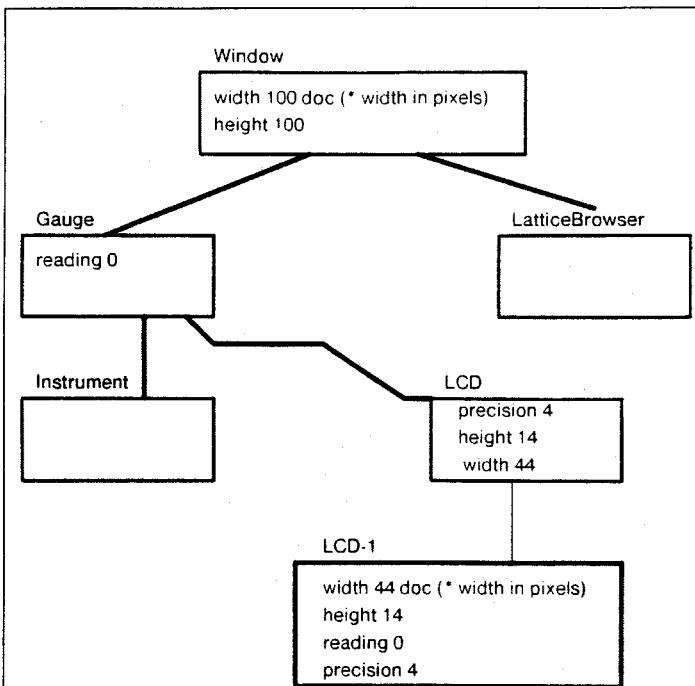 Window
width 100 doc (* width in pixels)
height 100
Gauge
reading 0
LatticeBrowser
Instrument
LCD
precision 4
height 14
width 44
LCD-1
width 44 doc (* width in pixels)
height 14
reading 0
precision 4